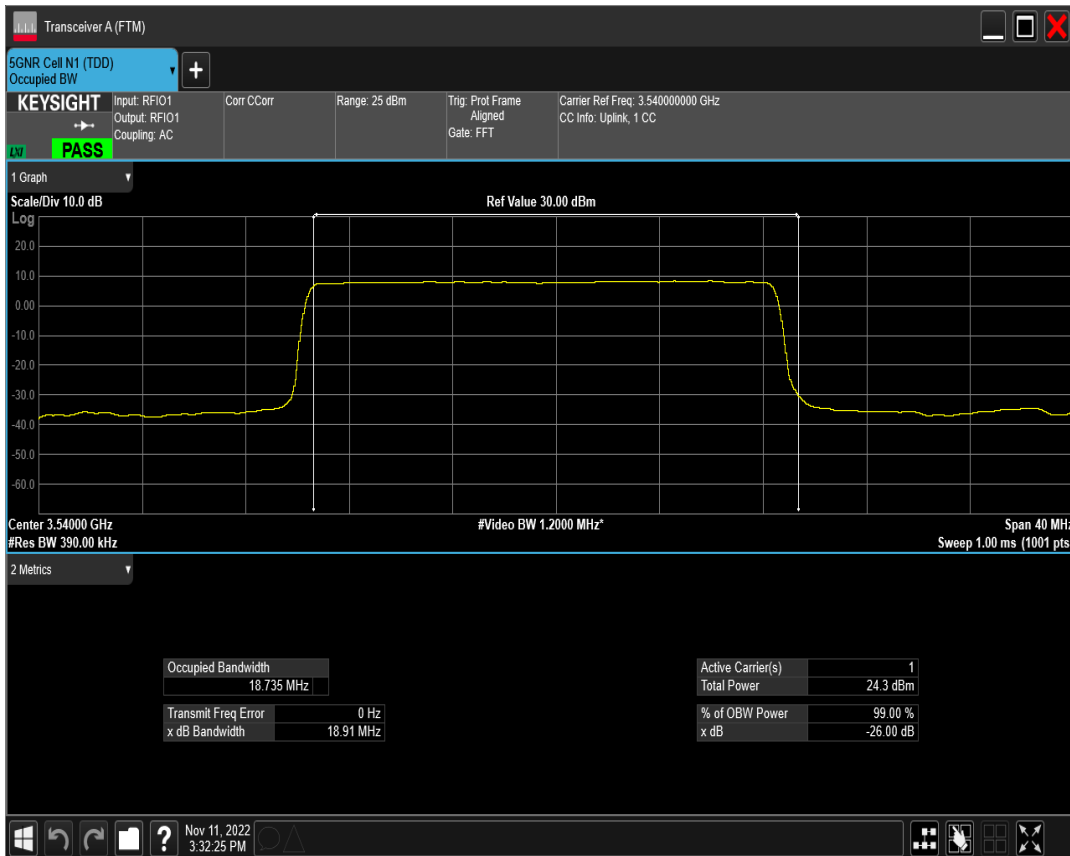 Transceiver A (FTM)
5GNR Cell N1 (TDD)
Occupied BW
KEYSIGHT
LXI
PASS
Input: RFIO1
Output: RFIO1
Coupling: AC
Corr CCorr
Range: 25 dBm
Trig: Prot Frame
Aligned
Gate: FFT
Carrier Ref Freq: 3.540000000 GHz
CC Info: Uplink, 1 CC
1 Graph
Scale/Div 10.0 dB
Ref Value 30.00 dBm
Log
20.0
10.0
0.00
-10.0
-20.0
-30.0
-40.0
-50.0
-60.0
Center 3.54000 GHz
#Video BW 1.2000 MHz*
Span 40 MHz
#Res BW 390.00 kHz
Sweep 1.00 ms (1001 pts
2 Metrics
Occupied Bandwidth
18.735 MHz
Transmit Freq Error 0 Hz
x dB Bandwidth 18.91 MHz
Active Carrier(s) 1
Total Power 24.3 dBm
% of OBW Power 99.00 %
x dB -26.00 dB
?
Nov 11, 2022
3:32:25 PM